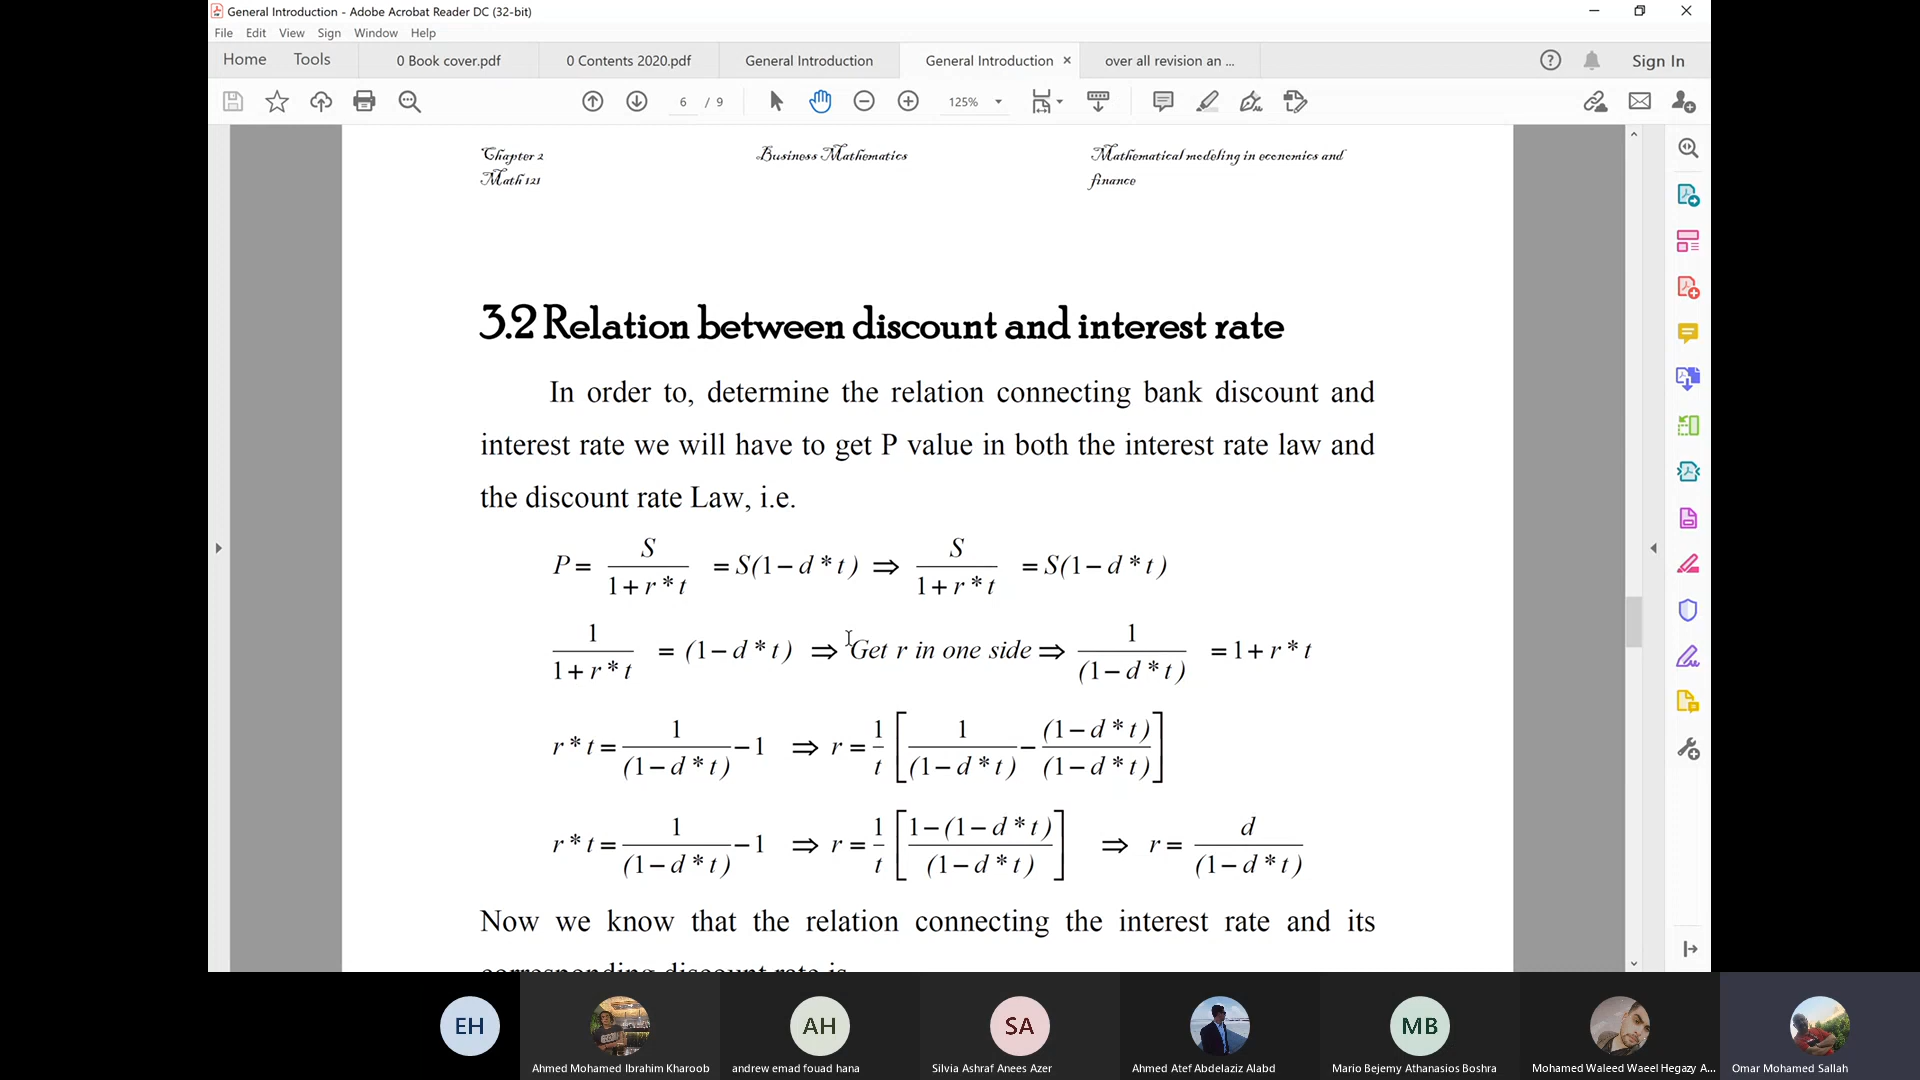 General Introduction - Adobe Acrobat Reader DC (32-bit)
File Edit View Sign Window Help
Home Tools 0 Book cover.pdf 0 Contents 2020.pdf General Introduction General Introduction × over all revision an ... Sign In
6 / 9 125%
Chapter 2 Business Mathematics Mathematical modeling in economics and
Math 121 finance
3.2 Relation between discount and interest rate
In order to, determine the relation connecting bank discount and
interest rate we will have to get P value in both the interest rate law and
the discount rate Law, i.e.
P = S / (1 + r * t) = S(1 − d * t) ⇒ S / (1 + r * t) = S(1 − d * t)
1 / (1 + r * t) = (1 − d * t) ⇒ Get r in one side ⇒ 1 / (1 − d * t) = 1 + r * t
r * t = 1 / (1 − d * t) − 1 ⇒ r = 1/t [ 1 / (1 − d * t) − (1 − d * t) / (1 − d * t) ]
r * t = 1 / (1 − d * t) − 1 ⇒ r = 1/t [ 1 − (1 − d * t) / (1 − d * t) ] ⇒ r = d / (1 − d * t)
Now we know that the relation connecting the interest rate and its
corresponding discount rate is
EH AH SA MB
Ahmed Mohamed Ibrahim Kharoob andrew emad fouad hana Silvia Ashraf Anees Azer Ahmed Atef Abdelaziz Alabd Mario Bejemy Athanasios Boshra Mohamed Waleed Waeel Hegazy A... Omar Mohamed Sallah